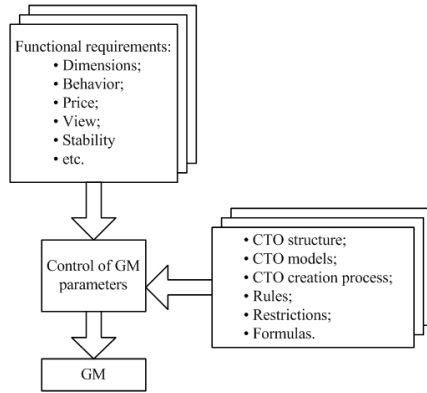 Functional requirements:
• Dimensions;
• Behavior;
• Price;
• View;
• Stability
• etc.
Control of GM
parameters
• CTO structure;
• CTO models;
• CTO creation process;
• Rules;
• Restrictions;
• Formulas.
GM